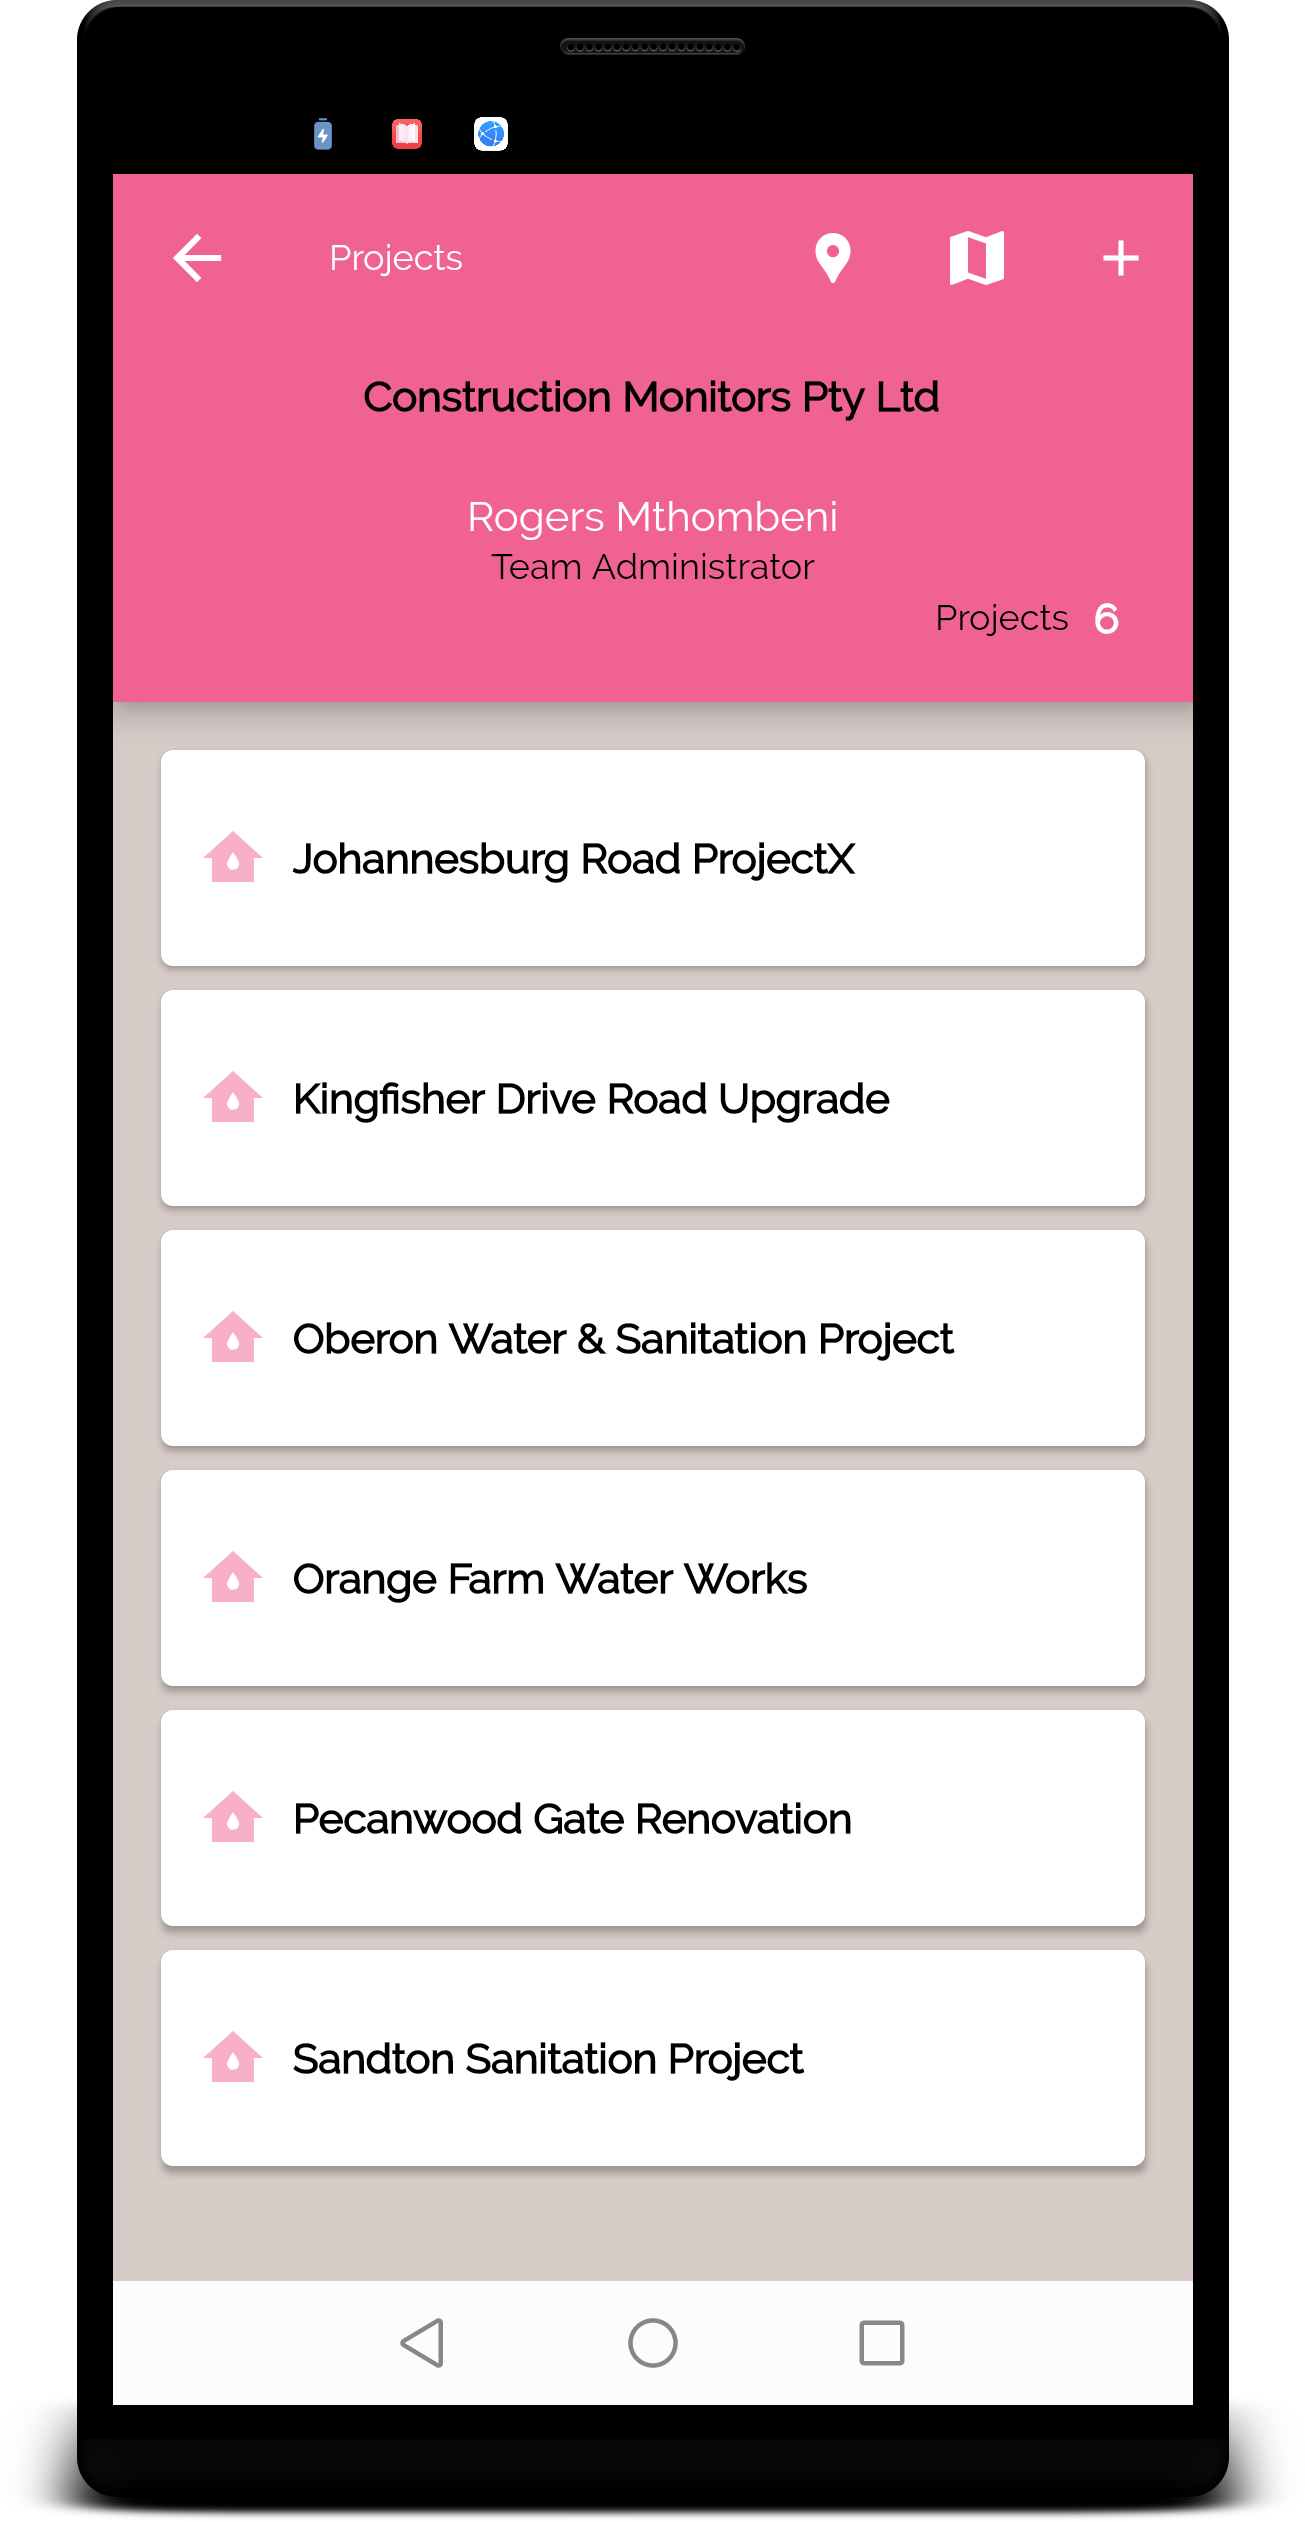 Projects
Construction Monitors Pty Ltd
Rogers Mthombeni
Team Administrator
Projects 6
Johannesburg Road ProjectX
Kingfisher Drive Road Upgrade
Oberon Water & Sanitation Project
Orange Farm Water Works
Pecanwood Gate Renovation
Sandton Sanitation Project